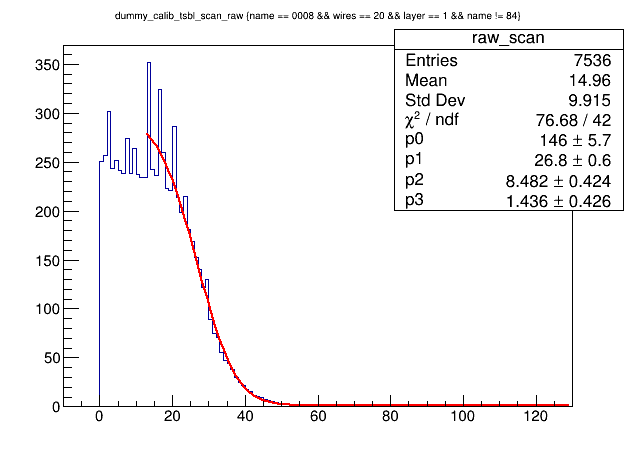 dummy_calib_tsbl_scan_raw {name == 0008 && wires == 20 && layer == 1 && name != 84}
raw_scan
Entries 7536
Mean 14.96
Std Dev 9.915
χ² / ndf 76.68 / 42
p0 146 ± 5.7
p1 26.8 ± 0.6
p2 8.482 ± 0.424
p3 1.436 ± 0.426
350
300
250
200
150
100
50
0
0 20 40 60 80 100 120